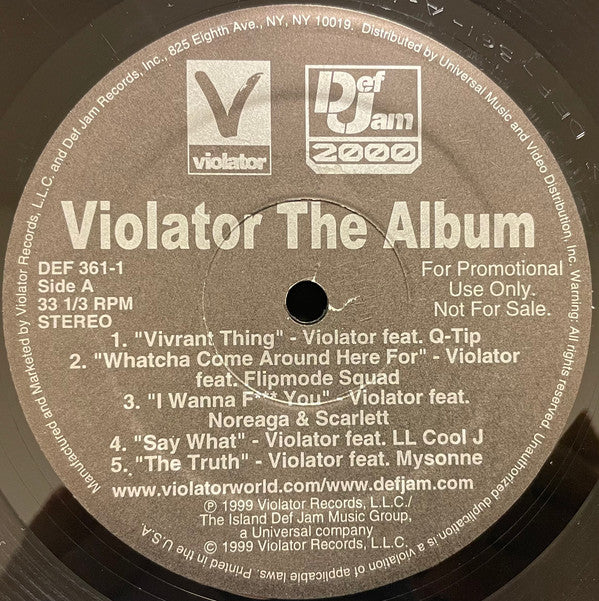 Manufactured and Marketed by Violator Records, L.L.C. and Def Jam Records, Inc., 825 Eighth Ave., NY, NY 10019. Distributed by Universal Music and Video Distribution, Inc. Warning: All rights reserved. Unauthorized duplication is a violation of applicable laws. Printed in the U.S.A.
V
violator
Def
Jam
2000
Violator The Album
DEF 361-1
Side A
33 1/3 RPM
STEREO
For Promotional
Use Only.
Not For Sale.
1. "Vivrant Thing" - Violator feat. Q-Tip
2. "Whatcha Come Around Here For" - Violator
feat. Flipmode Squad
3. "I Wanna F*** You" - Violator feat.
Noreaga & Scarlett
4. "Say What" - Violator feat. LL Cool J
5. "The Truth" - Violator feat. Mysonne
www.violatorworld.com/www.defjam.com
℗ 1999 Violator Records, L.L.C./
The Island Def Jam Music Group,
a Universal company
© 1999 Violator Records, L.L.C.